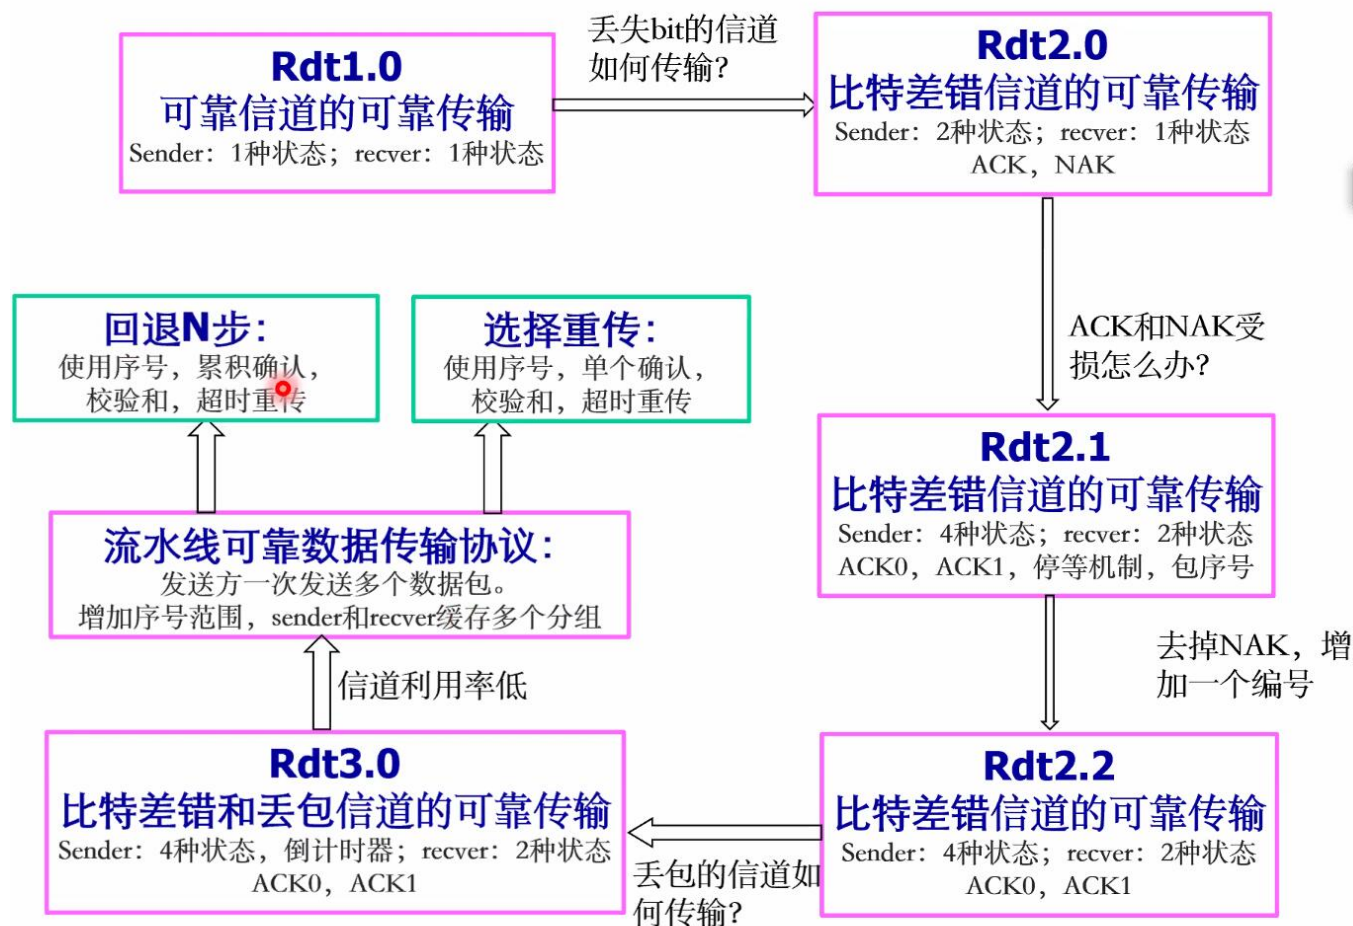 Rdt1.0
可靠信道的可靠传输
Sender：1种状态；recver：1种状态
丢失bit的信道
如何传输？
Rdt2.0
比特差错信道的可靠传输
Sender：2种状态；recver：1种状态
ACK，NAK
ACK和NAK受
损怎么办？
Rdt2.1
比特差错信道的可靠传输
Sender：4种状态；recver：2种状态
ACK0，ACK1，停等机制，包序号
去掉NAK，增
加一个编号
Rdt2.2
比特差错信道的可靠传输
Sender：4种状态；recver：2种状态
ACK0，ACK1
丢包的信道如
何传输？
Rdt3.0
比特差错和丢包信道的可靠传输
Sender：4种状态，倒计时器；recver：2种状态
ACK0，ACK1
信道利用率低
流水线可靠数据传输协议：
发送方一次发送多个数据包。
增加序号范围，sender和recver缓存多个分组
回退N步：
使用序号，累积确认，
校验和，超时重传
选择重传：
使用序号，单个确认，
校验和，超时重传